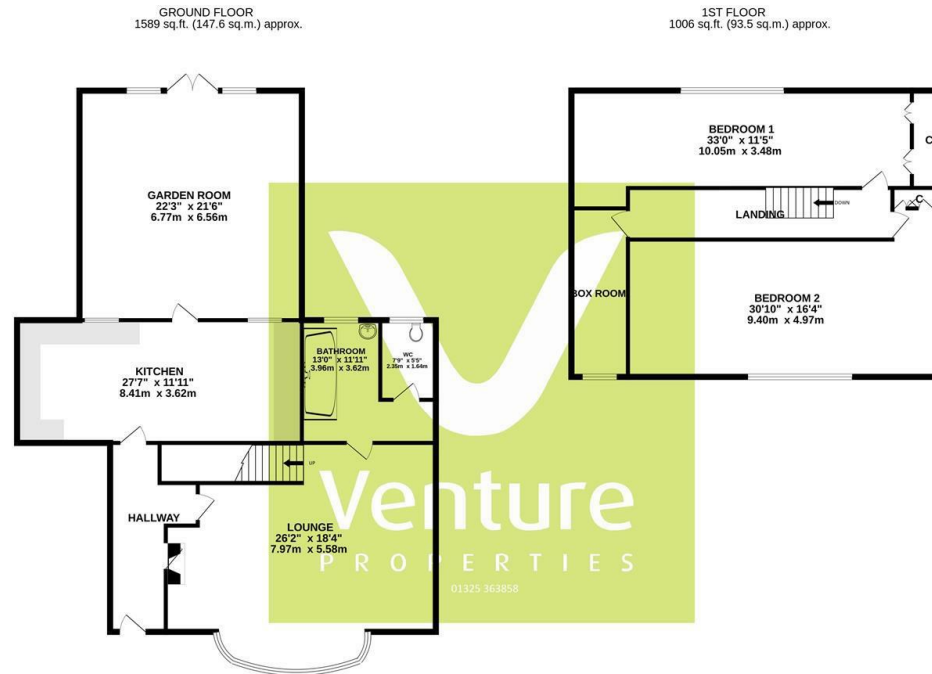 GROUND FLOOR
1589 sq.ft. (147.6 sq.m.) approx.
1ST FLOOR
1006 sq.ft. (93.5 sq.m.) approx.
GARDEN ROOM
22'3" x 21'6"
6.77m x 6.56m
KITCHEN
27'7" x 11'11"
8.41m x 3.62m
BATHROOM
13'0" x 11'11"
3.96m x 3.62m
WC
7'9" x 5'5"
2.35m x 1.64m
UP
HALLWAY
LOUNGE
26'2" x 18'4"
7.97m x 5.58m
BEDROOM 1
33'0" x 11'5"
10.05m x 3.48m
C
C
DOWN
LANDING
BOX ROOM
BEDROOM 2
30'10" x 16'4"
9.40m x 4.97m
Venture
PROPERTIES
01325 363858